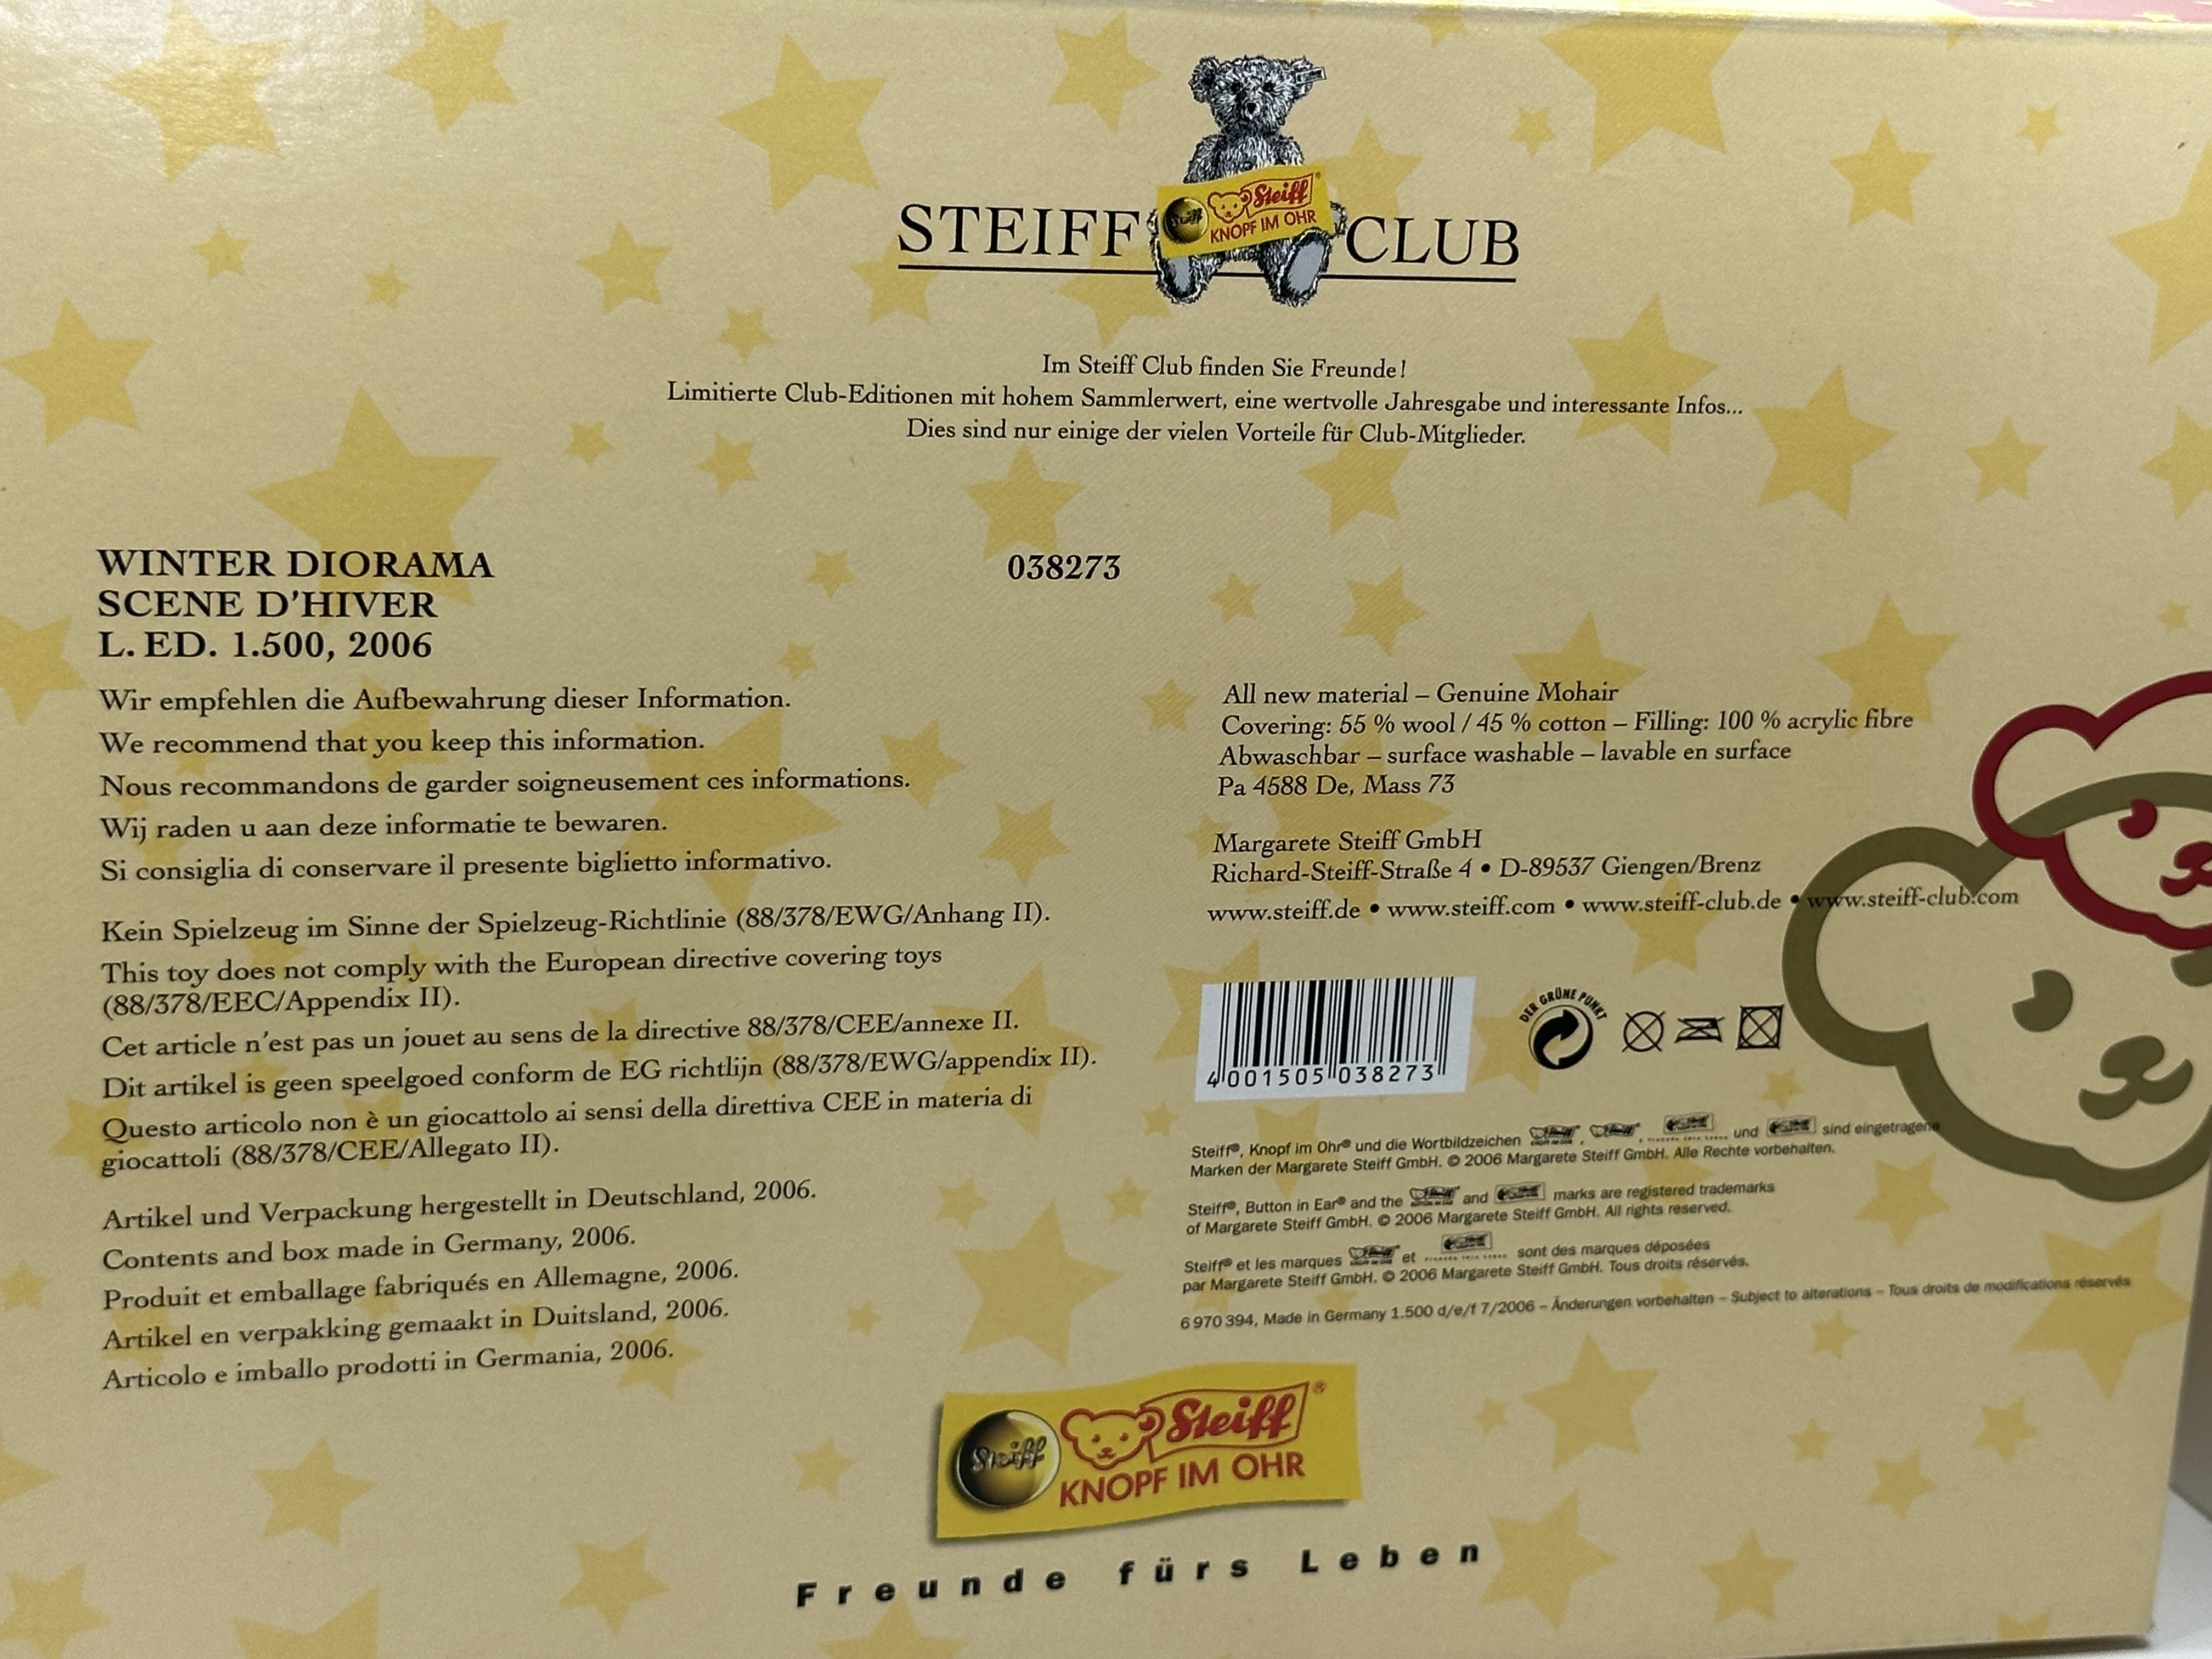 STEIFF CLUB
Steiff Steiff®
KNOPF IM OHR
Im Steiff Club finden Sie Freunde!
Limitierte Club-Editionen mit hohem Sammlerwert, eine wertvolle Jahresgabe und interessante Infos...
Dies sind nur einige der vielen Vorteile für Club-Mitglieder.
WINTER DIORAMA 038273
SCENE D'HIVER
L. ED. 1.500, 2006
Wir empfehlen die Aufbewahrung dieser Information.
We recommend that you keep this information.
Nous recommandons de garder soigneusement ces informations.
Wij raden u aan deze informatie te bewaren.
Si consiglia di conservare il presente biglietto informativo.
Kein Spielzeug im Sinne der Spielzeug-Richtlinie (88/378/EWG/Anhang II).
This toy does not comply with the European directive covering toys
(88/378/EEC/Appendix II).
Cet article n'est pas un jouet au sens de la directive 88/378/CEE/annexe II.
Dit artikel is geen speelgoed conform de EG richtlijn (88/378/EWG/appendix II).
Questo articolo non è un giocattolo ai sensi della direttiva CEE in materia di
giocattoli (88/378/CEE/Allegato II).
Artikel und Verpackung hergestellt in Deutschland, 2006.
Contents and box made in Germany, 2006.
Produit et emballage fabriqués en Allemagne, 2006.
Artikel en verpakking gemaakt in Duitsland, 2006.
Articolo e imballo prodotti in Germania, 2006.
All new material – Genuine Mohair
Covering: 55 % wool / 45 % cotton – Filling: 100 % acrylic fibre
Abwaschbar – surface washable – lavable en surface
Pa 4588 De, Mass 73
Margarete Steiff GmbH
Richard-Steiff-Straße 4 • D-89537 Giengen/Brenz
www.steiff.de • www.steiff.com • www.steiff-club.de • www.steiff-club.com
4 001505 038273
DER GRÜNE PUNKT
Steiff®, Knopf im Ohr® und die Wortbildzeichen , , und sind eingetragene
Marken der Margarete Steiff GmbH. © 2006 Margarete Steiff GmbH. Alle Rechte vorbehalten.
Steiff®, Button in Ear® and the and marks are registered trademarks
of Margarete Steiff GmbH. © 2006 Margarete Steiff GmbH. All rights reserved.
Steiff® et les marques et sont des marques déposées
par Margarete Steiff GmbH. © 2006 Margarete Steiff GmbH. Tous droits réservés.
6 970 394, Made in Germany 1.500 d/e/f 7/2006 – Änderungen vorbehalten – Subject to alterations – Tous droits de modifications réservés
Steiff Steiff®
KNOPF IM OHR
Freunde fürs Leben